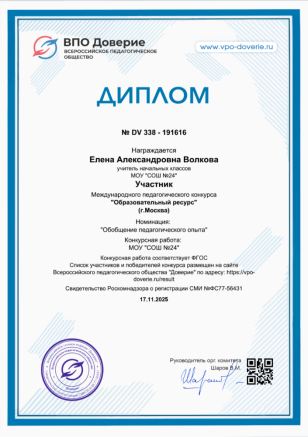 ВПО Доверие
ВСЕРОССИЙСКОЕ ПЕДАГОГИЧЕСКОЕ
ОБЩЕСТВО
www.vpo-doverie.ru
ДИПЛОМ
№ DV 338 - 191616
Награждается
Елена Александровна Волкова
учитель начальных классов
МОУ "СОШ №24"
Участник
Международного педагогического конкурса
"Образовательный ресурс"
(г.Москва)
Номинация:
"Обобщение педагогического опыта"
Конкурсная работа:
МОУ "СОШ №24"
Конкурсная работа соответствует ФГОС
Список участников и победителей конкурса размещен на сайте
Всероссийского педагогического общества "Доверие" по адресу: https://vpo-
doverie.ru/result
Свидетельство Роскомнадзора о регистрации СМИ №ФС77-56431
17.11.2025
Руководитель орг. комитета
Шаров В.М.